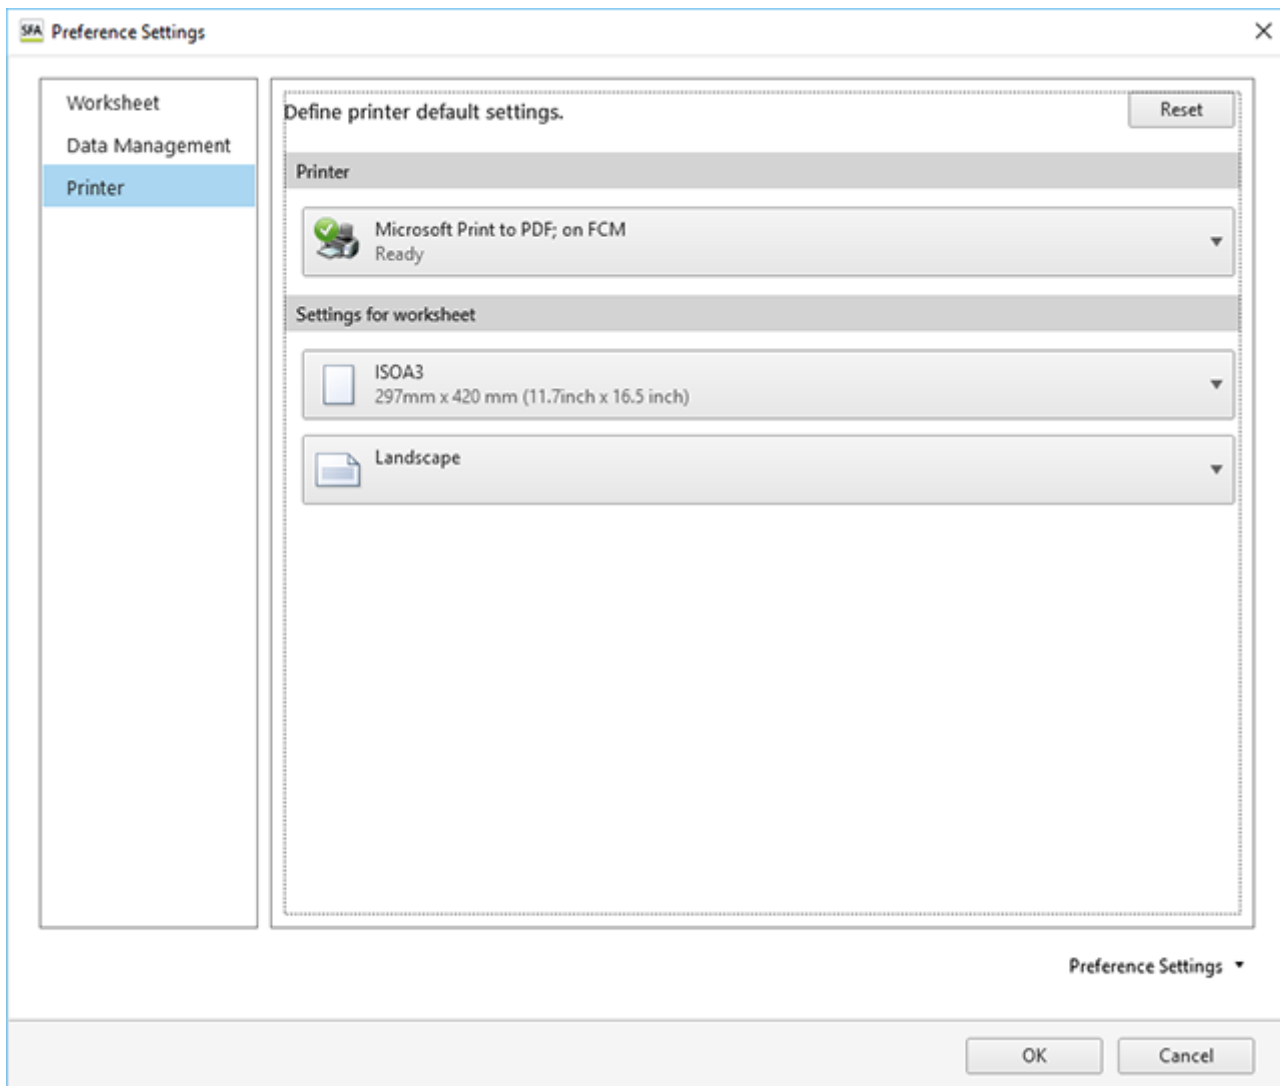 SFA Preference Settings
Worksheet
Data Management
Printer
Define printer default settings.
Reset
Printer
Microsoft Print to PDF; on FCM
Ready
Settings for worksheet
ISOA3
297mm x 420 mm (11.7inch x 16.5 inch)
Landscape
Preference Settings
OK
Cancel